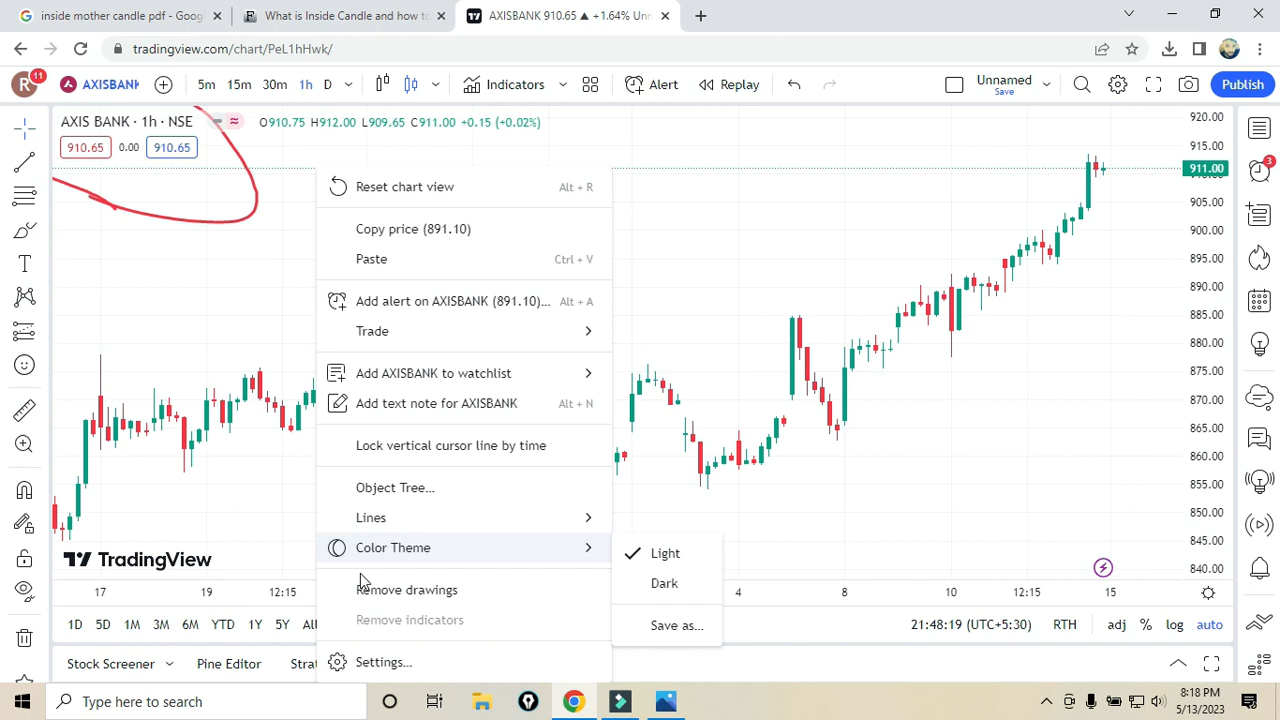 inside mother candle pdf - Goog
What is Inside Candle and how to
AXISBANK 910.65 ▲ +1.64% Unn
tradingview.com/chart/PeL1hHwk/
R 11
AXISBANK
5m 15m 30m 1h D
Indicators
Alert
Replay
Unnamed
Save
Publish
AXIS BANK · 1h · NSE
O910.75 H912.00 L909.65 C911.00 +0.15 (+0.02%)
910.65 0.00 910.65
Reset chart view Alt + R
Copy price (891.10)
Paste Ctrl + V
Add alert on AXISBANK (891.10)... Alt + A
Trade
Add AXISBANK to watchlist
Add text note for AXISBANK Alt + N
Lock vertical cursor line by time
Object Tree...
Lines
Color Theme
Remove drawings
Remove indicators
Settings...
Light
Dark
Save as...
920.00
915.00
911.00
905.00
900.00
895.00
890.00
885.00
880.00
875.00
870.00
865.00
860.00
855.00
850.00
845.00
840.00
3
TradingView
17 19 12:15 4 8 10 12:15 15
1D 5D 1M 3M 6M YTD 1Y 5Y
21:48:19 (UTC+5:30) RTH adj % log auto
Stock Screener Pine Editor Strat
Type here to search
8:18 PM
5/13/2023